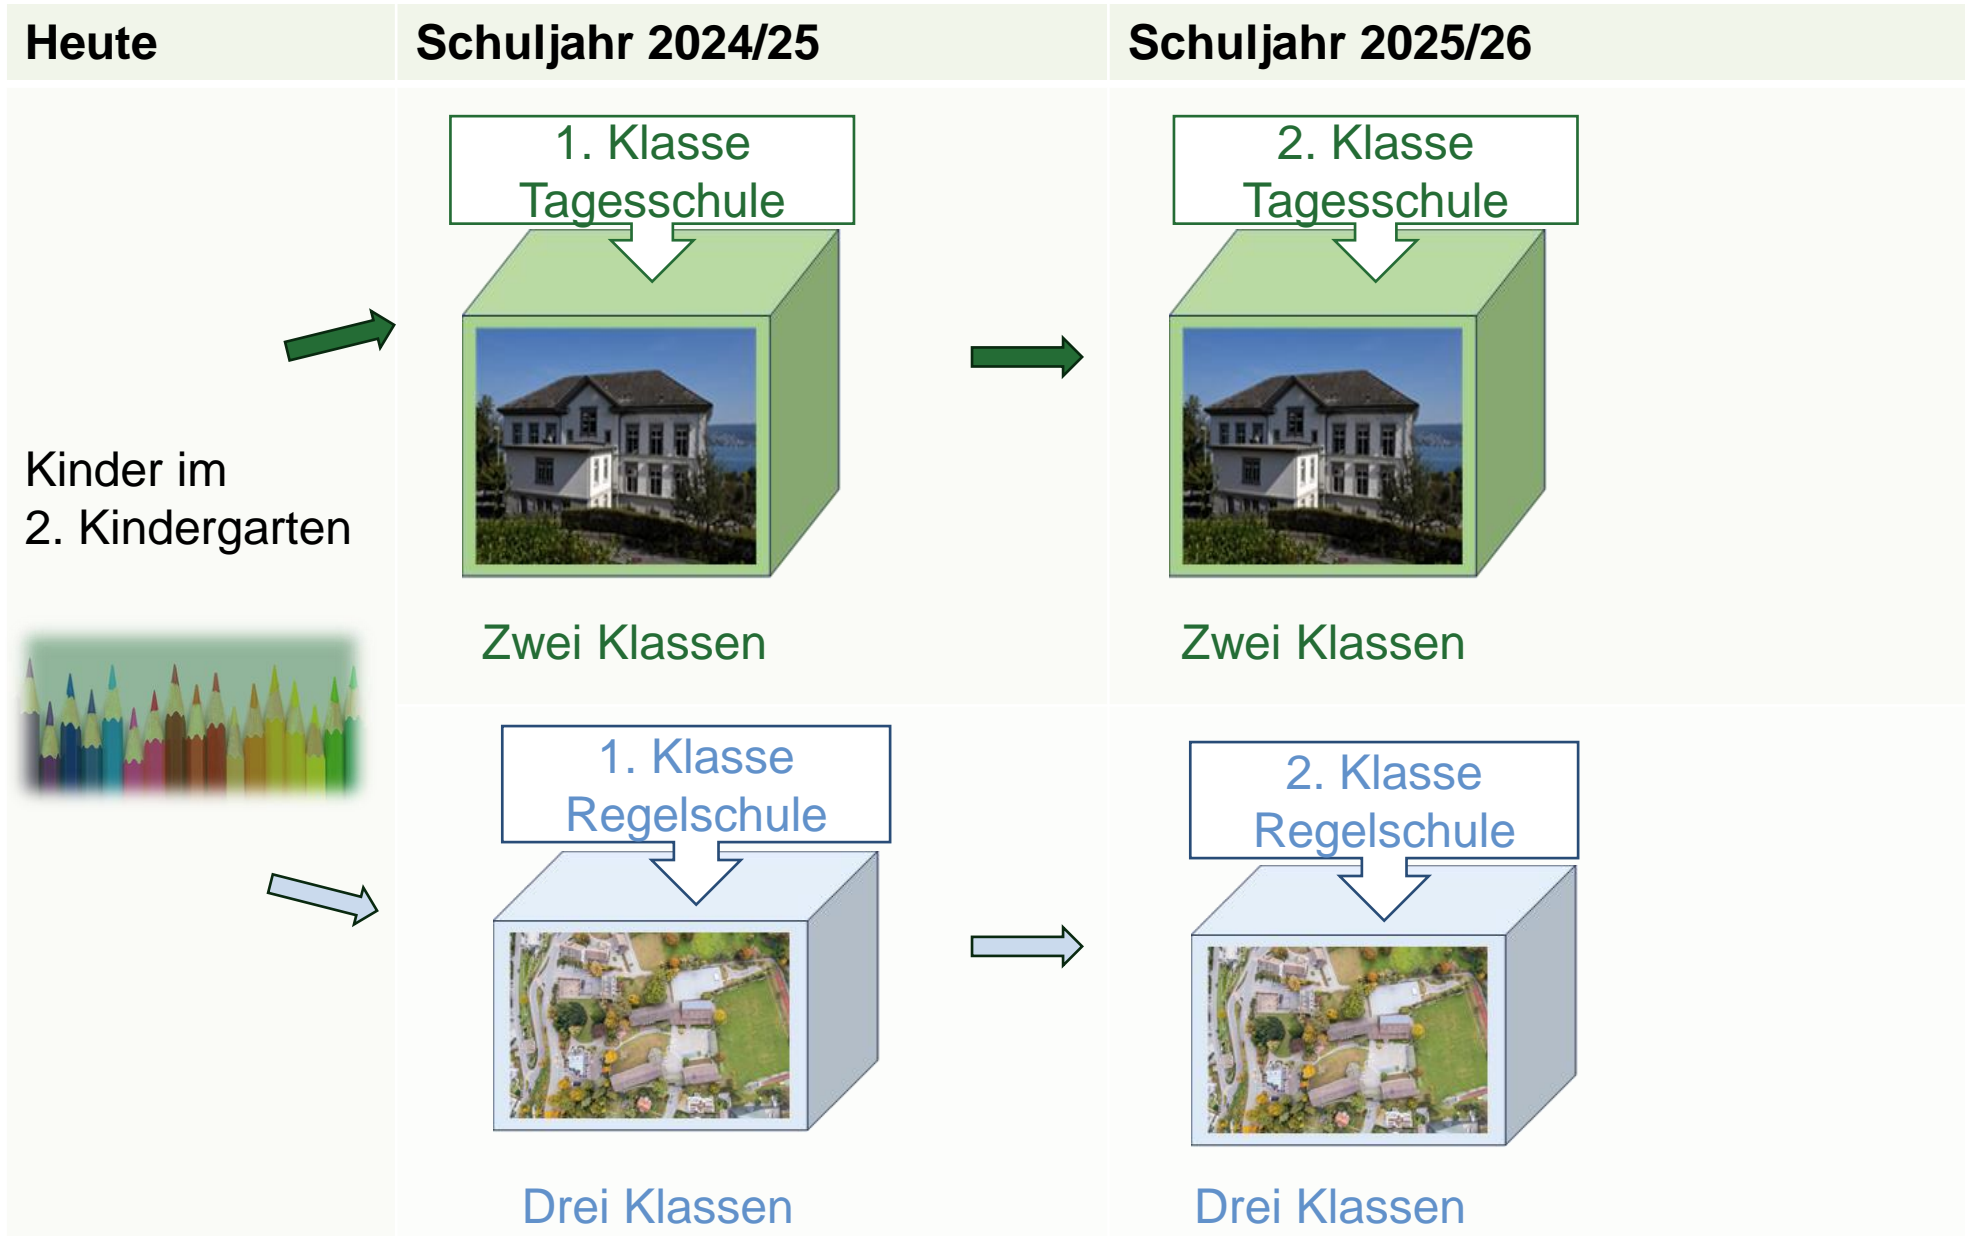 Heute
Schuljahr 2024/25
Schuljahr 2025/26
Kinder im
2. Kindergarten
1. Klasse
Tagesschule
Zwei Klassen
2. Klasse
Tagesschule
Zwei Klassen
1. Klasse
Regelschule
Drei Klassen
2. Klasse
Regelschule
Drei Klassen